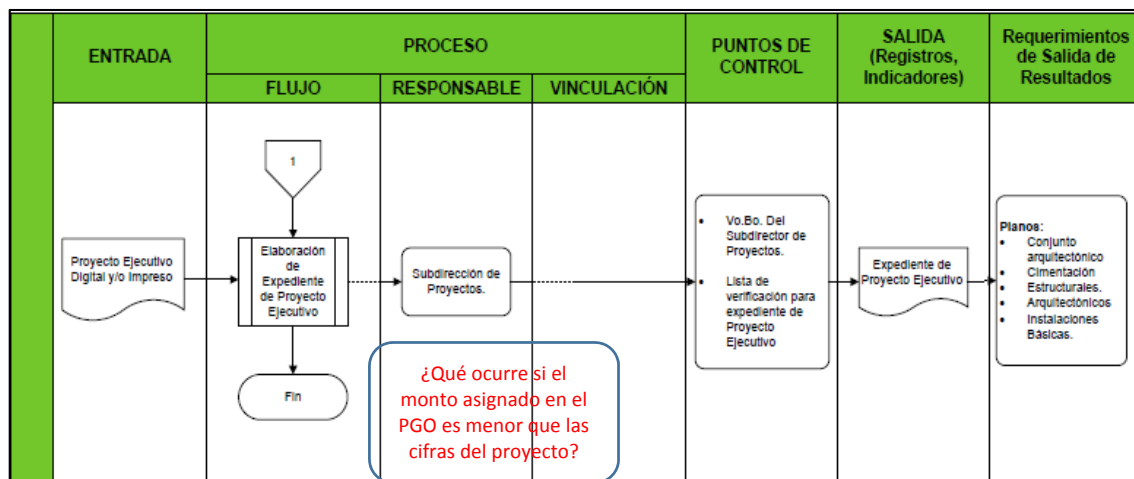 ENTRADA
PROCESO
PUNTOS DE
CONTROL
SALIDA
(Registros,
Indicadores)
Requerimientos
de Salida de
Resultados
FLUJO
RESPONSABLE
VINCULACIÓN
1
Proyecto Ejecutivo
Digital y/o Impreso
Elaboración
de
Expediente
de Proyecto
Ejecutivo
Subdirección de
Proyectos.
• Vo.Bo. Del
Subdirector de
Proyectos.
• Lista de
verificación para
expediente de
Proyecto
Ejecutivo
Expediente de
Proyecto Ejecutivo
Planos:
• Conjunto
arquitectónico
• Cimentación
• Estructurales.
• Arquitectónicos
• Instalaciones
Básicas.
Fin
¿Qué ocurre si el
monto asignado en el
PGO es menor que las
cifras del proyecto?